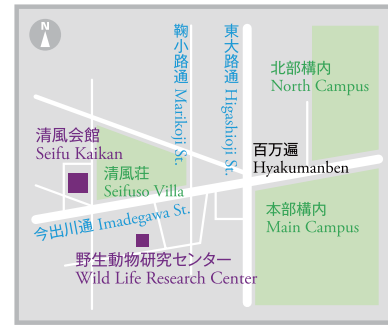 N
鞠小路通 Marikoji St.
東大路通 Higashioji St.
北部構内
North Campus
清風会館
Seifu Kaikan
百万遍
Hyakumanben
清風荘
Seifuso Villa
本部構内
Main Campus
今出川通 Imadegawa St.
野生動物研究センター
Wild Life Research Center